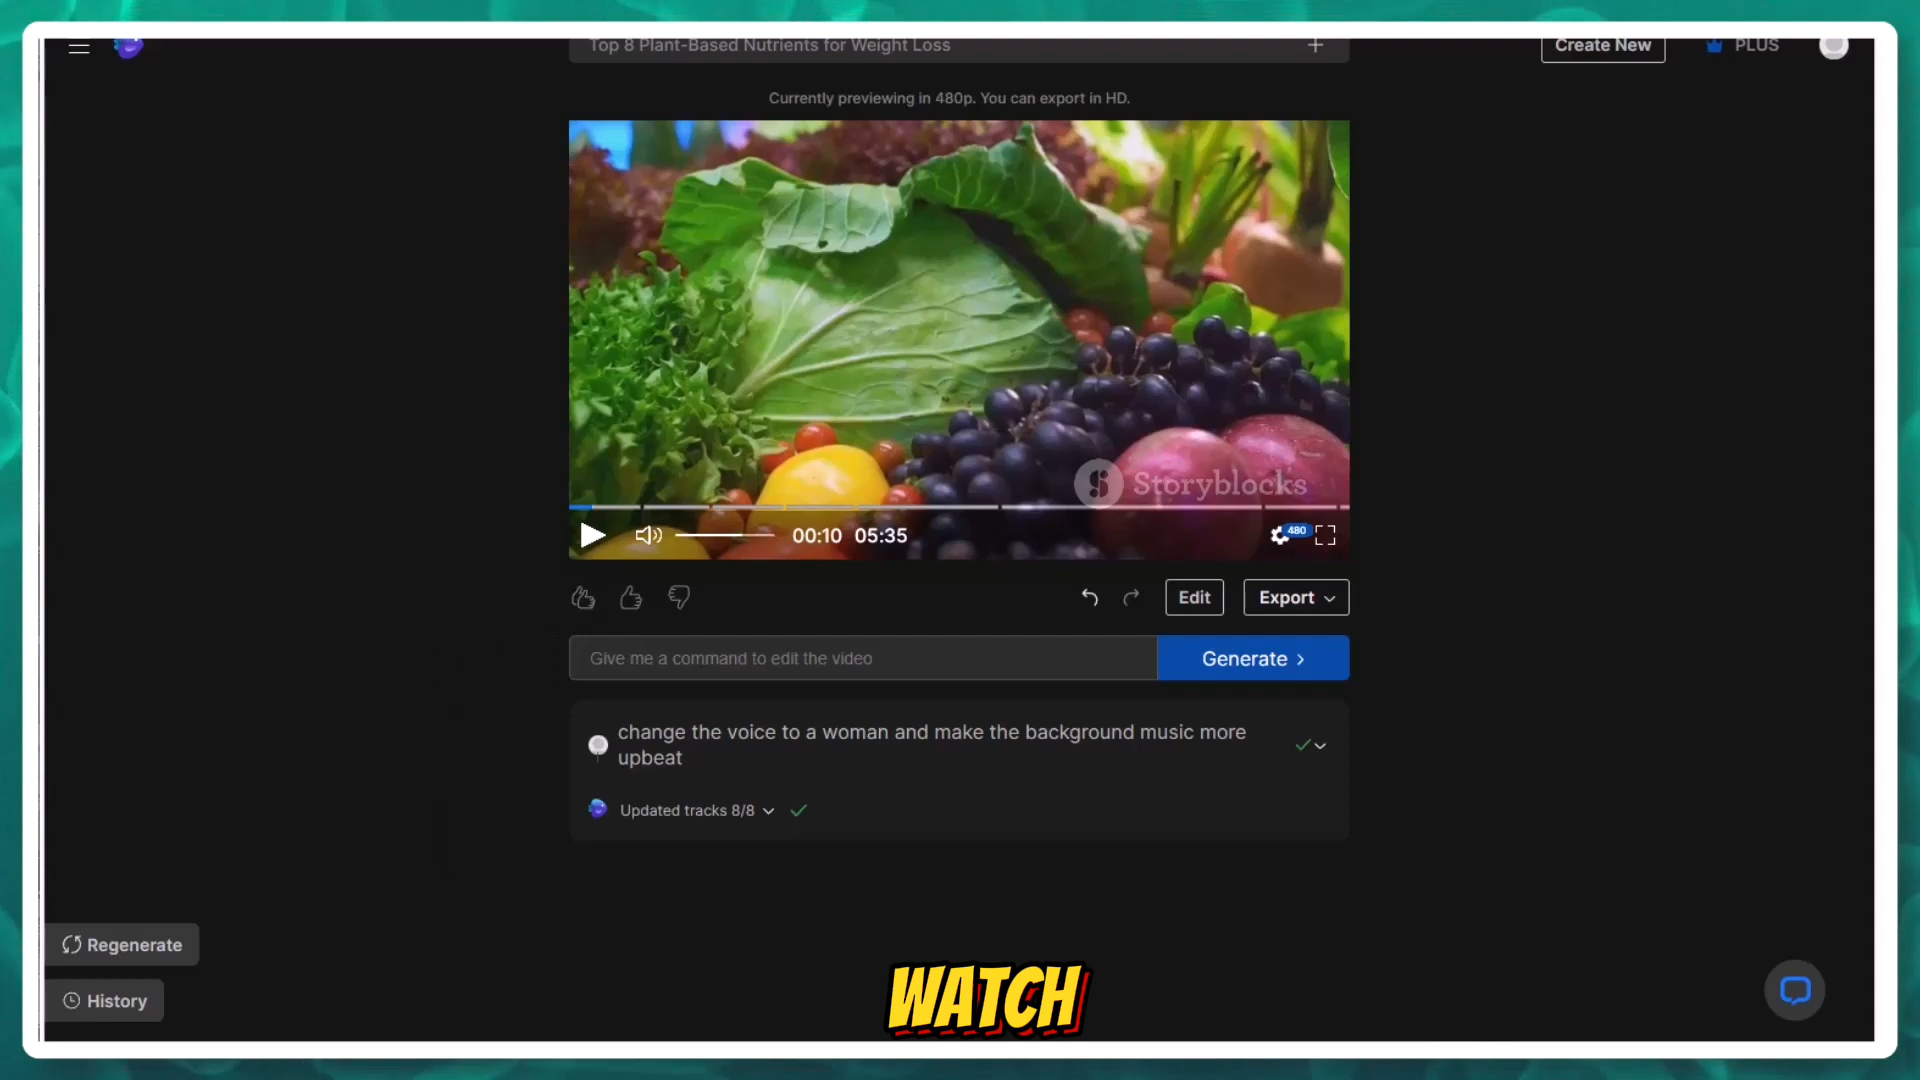 Top 8 Plant-Based Nutrients for Weight Loss
Create New
PLUS
Currently previewing in 480p. You can export in HD.
Storyblocks
00:10 05:35
480
Edit
Export
Give me a command to edit the video
Generate
change the voice to a woman and make the background music more
upbeat
Updated tracks 8/8
Regenerate
History
WATCH